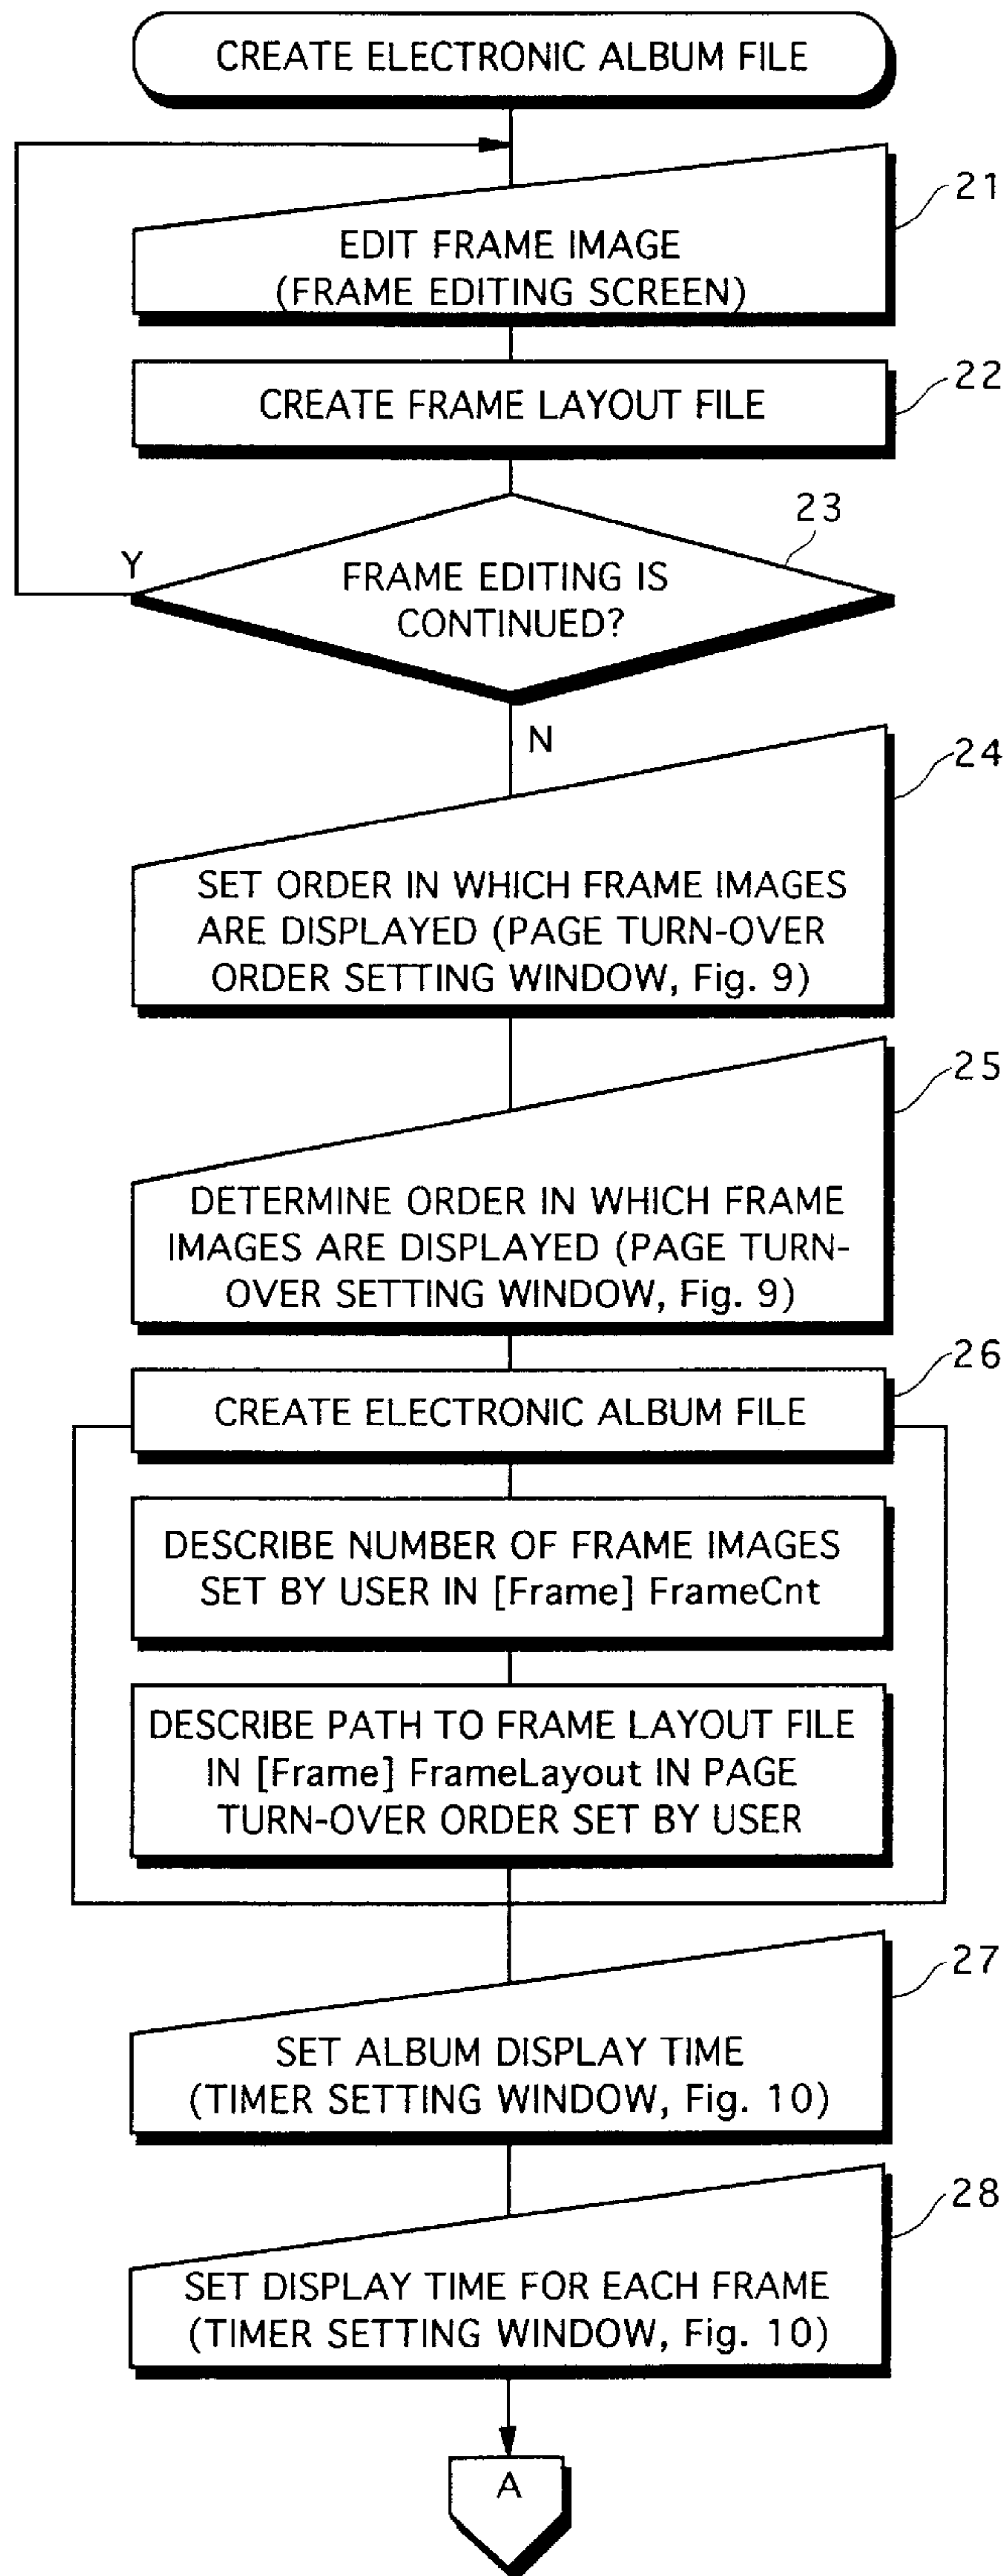 CREATE ELECTRONIC ALBUM FILE
21
EDIT FRAME IMAGE
(FRAME EDITING SCREEN)
22
CREATE FRAME LAYOUT FILE
23
Y
FRAME EDITING IS
CONTINUED?
N
24
SET ORDER IN WHICH FRAME IMAGES
ARE DISPLAYED (PAGE TURN-OVER
ORDER SETTING WINDOW, Fig. 9)
25
DETERMINE ORDER IN WHICH FRAME
IMAGES ARE DISPLAYED (PAGE TURN-
OVER SETTING WINDOW, Fig. 9)
26
CREATE ELECTRONIC ALBUM FILE
DESCRIBE NUMBER OF FRAME IMAGES
SET BY USER IN [Frame] FrameCnt
DESCRIBE PATH TO FRAME LAYOUT FILE
IN [Frame] FrameLayout IN PAGE
TURN-OVER ORDER SET BY USER
27
SET ALBUM DISPLAY TIME
(TIMER SETTING WINDOW, Fig. 10)
28
SET DISPLAY TIME FOR EACH FRAME
(TIMER SETTING WINDOW, Fig. 10)
A